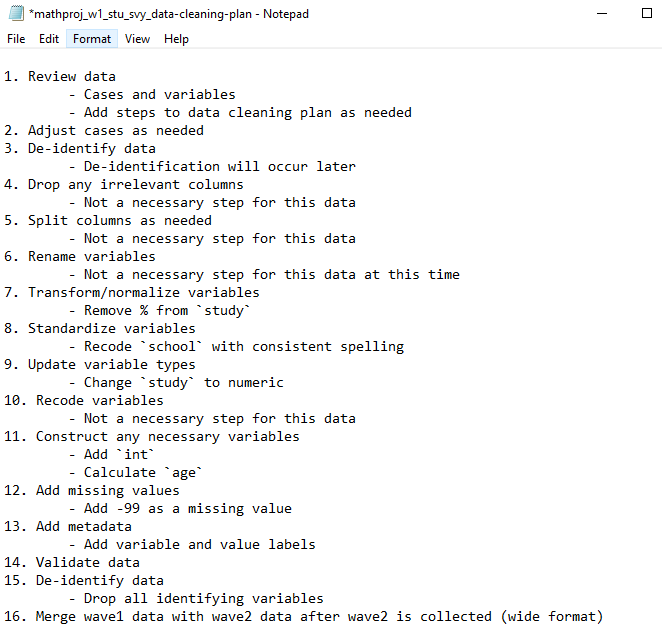 *mathproj_w1_stu_svy_data-cleaning-plan - Notepad
File Edit Format View Help
1. Review data
- Cases and variables
- Add steps to data cleaning plan as needed
2. Adjust cases as needed
3. De-identify data
- De-identification will occur later
4. Drop any irrelevant columns
- Not a necessary step for this data
5. Split columns as needed
- Not a necessary step for this data
6. Rename variables
- Not a necessary step for this data at this time
7. Transform/normalize variables
- Remove % from `study`
8. Standardize variables
- Recode `school` with consistent spelling
9. Update variable types
- Change `study` to numeric
10. Recode variables
- Not a necessary step for this data
11. Construct any necessary variables
- Add `int`
- Calculate `age`
12. Add missing values
- Add -99 as a missing value
13. Add metadata
- Add variable and value labels
14. Validate data
15. De-identify data
- Drop all identifying variables
16. Merge wave1 data with wave2 data after wave2 is collected (wide format)